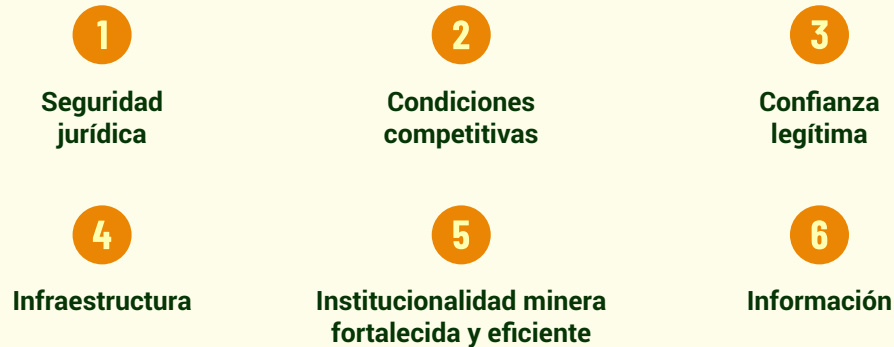 1
Seguridad
jurídica
2
Condiciones
competitivas
3
Confianza
legítima
4
Infraestructura
5
Institucionalidad minera
fortalecida y eficiente
6
Información